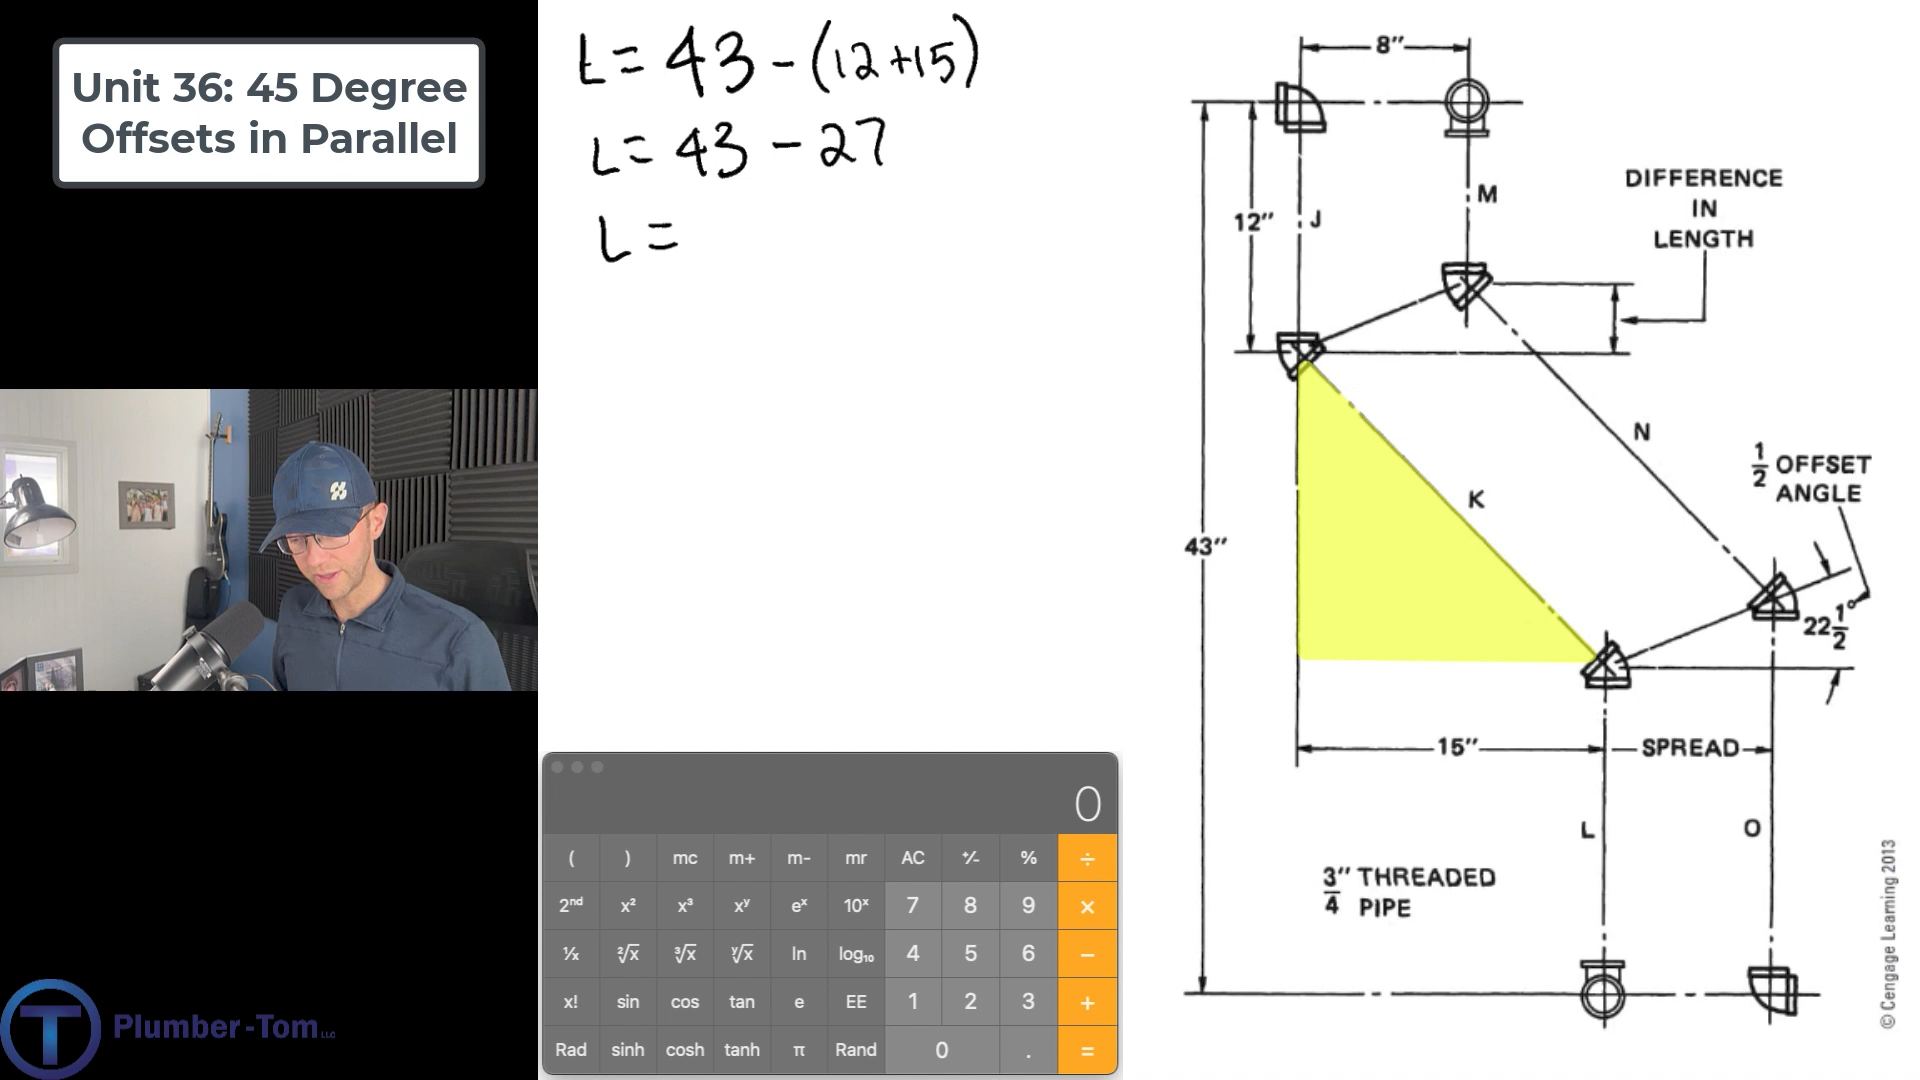 Unit 36: 45 Degree
Offsets in Parallel
L = 43 - (12 + 15)
L = 43 - 27
L =
8"
M
DIFFERENCE
IN
LENGTH
12"
J
N
1/2 OFFSET
ANGLE
K
43"
22 1/2°
15"
SPREAD
L
O
3/4" THREADED
PIPE
© Cengage Learning 2013
0
( ) mc m+ m- mr AC +/- % ÷
2nd x² x³ xʸ eˣ 10ˣ 7 8 9 ×
1/x ²√x ³√x ʸ√x ln log₁₀ 4 5 6 −
x! sin cos tan e EE 1 2 3 +
Rad sinh cosh tanh π Rand 0 . =
T Plumber-Tom LLC